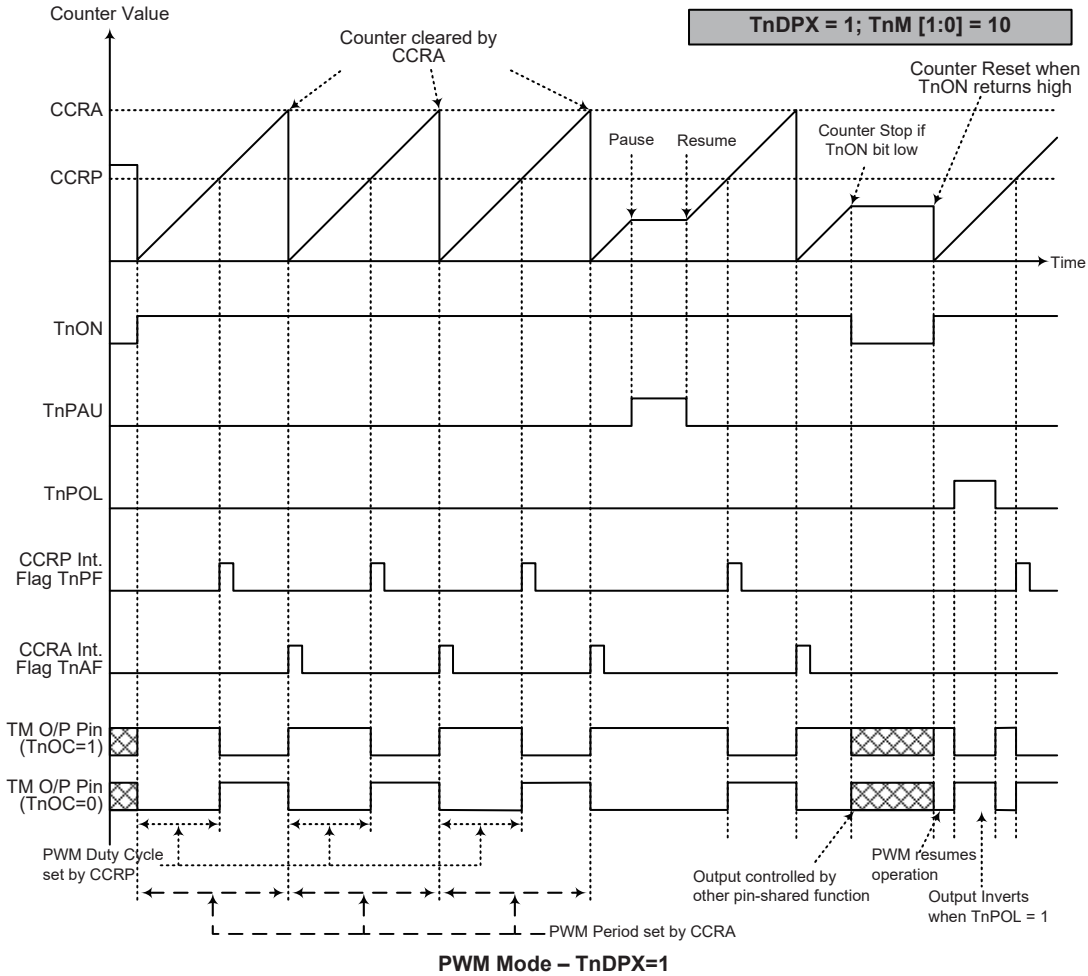 Counter Value
TnDPX = 1; TnM [1:0] = 10
Counter cleared by
CCRA
Counter Reset when
TnON returns high
CCRA
Pause
Resume
Counter Stop if
TnON bit low
CCRP
Time
TnON
TnPAU
TnPOL
CCRP Int.
Flag TnPF
CCRA Int.
Flag TnAF
TM O/P Pin
(TnOC=1)
TM O/P Pin
(TnOC=0)
PWM Duty Cycle
set by CCRP
Output controlled by
other pin-shared function
PWM resumes
operation
Output Inverts
when TnPOL = 1
PWM Period set by CCRA
PWM Mode – TnDPX=1